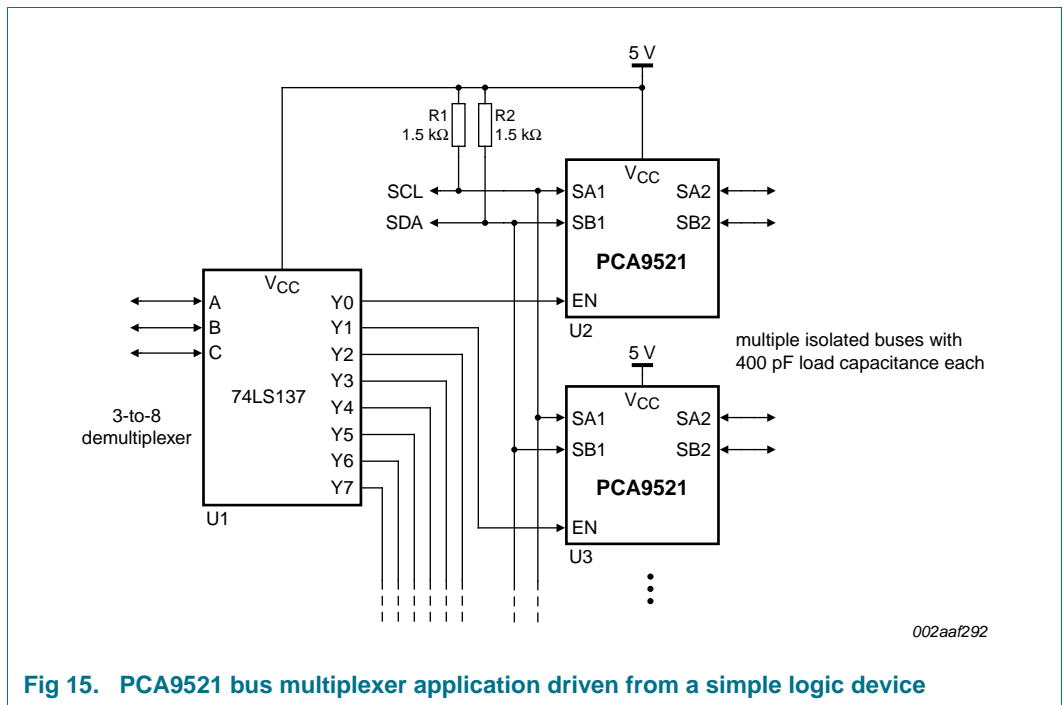 5 V
R1
1.5 kΩ
R2
1.5 kΩ
VCC
SCL
SA1
SA2
SDA
SB1
SB2
PCA9521
EN
U2
VCC
A
B
C
Y0
Y1
Y2
Y3
Y4
Y5
Y6
Y7
74LS137
3-to-8
demultiplexer
U1
multiple isolated buses with
400 pF load capacitance each
5 V
VCC
SA1
SA2
SB1
SB2
PCA9521
EN
U3
002aaf292
Fig 15. PCA9521 bus multiplexer application driven from a simple logic device